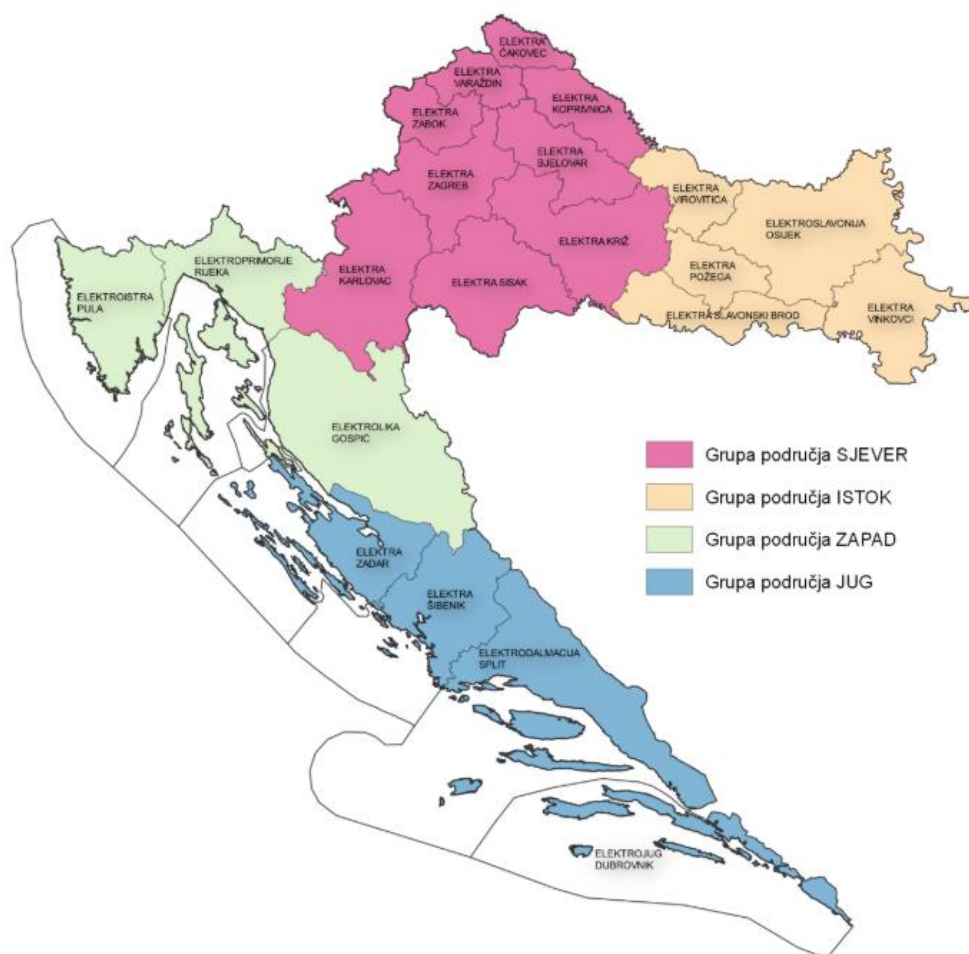 ELEKTRA
ČAKOVEC
ELEKTRA
VARAŽDIN
ELEKTRA
KOPRIVNICA
ELEKTRA
ZABOK
ELEKTRA
BJELOVAR
ELEKTRA
ZAGREB
ELEKTRA
VIROVITICA
ELEKTROSLAVONIJA
OSIJEK
ELEKTRA KRIŽ
ELEKTROPRIMORJE
RIJEKA
ELEKTRA
KARLOVAC
ELEKTRA SISAK
ELEKTRA
POŽEGA
ELEKTROISTRA
PULA
ELEKTRA SLAVONSKI BROD
ELEKTRA
VINKOVCI
ELEKTROLIKA
GOSPIĆ
Grupa područja SJEVER
Grupa područja ISTOK
Grupa područja ZAPAD
Grupa područja JUG
ELEKTRA
ZADAR
ELEKTRA
ŠIBENIK
ELEKTRODALMACIJA
SPLIT
ELEKTROJUG
DUBROVNIK